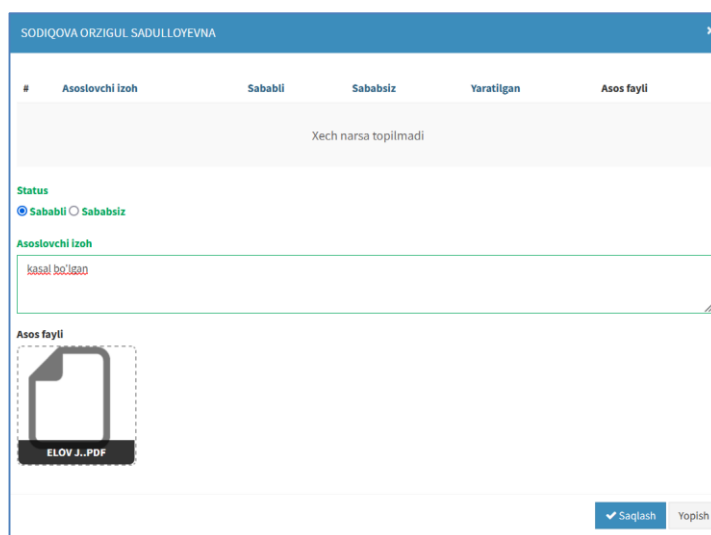 SODIQOVA ORZIGUL SADULLOYEVNA
# Asoslovchi izoh Sababli Sababsiz Yaratilgan Asos fayli
Xech narsa topilmadi
Status
Sababli Sababsiz
Asoslovchi izoh
kasal bo'lgan
Asos fayli
ELOV J..PDF
Saqlash Yopish